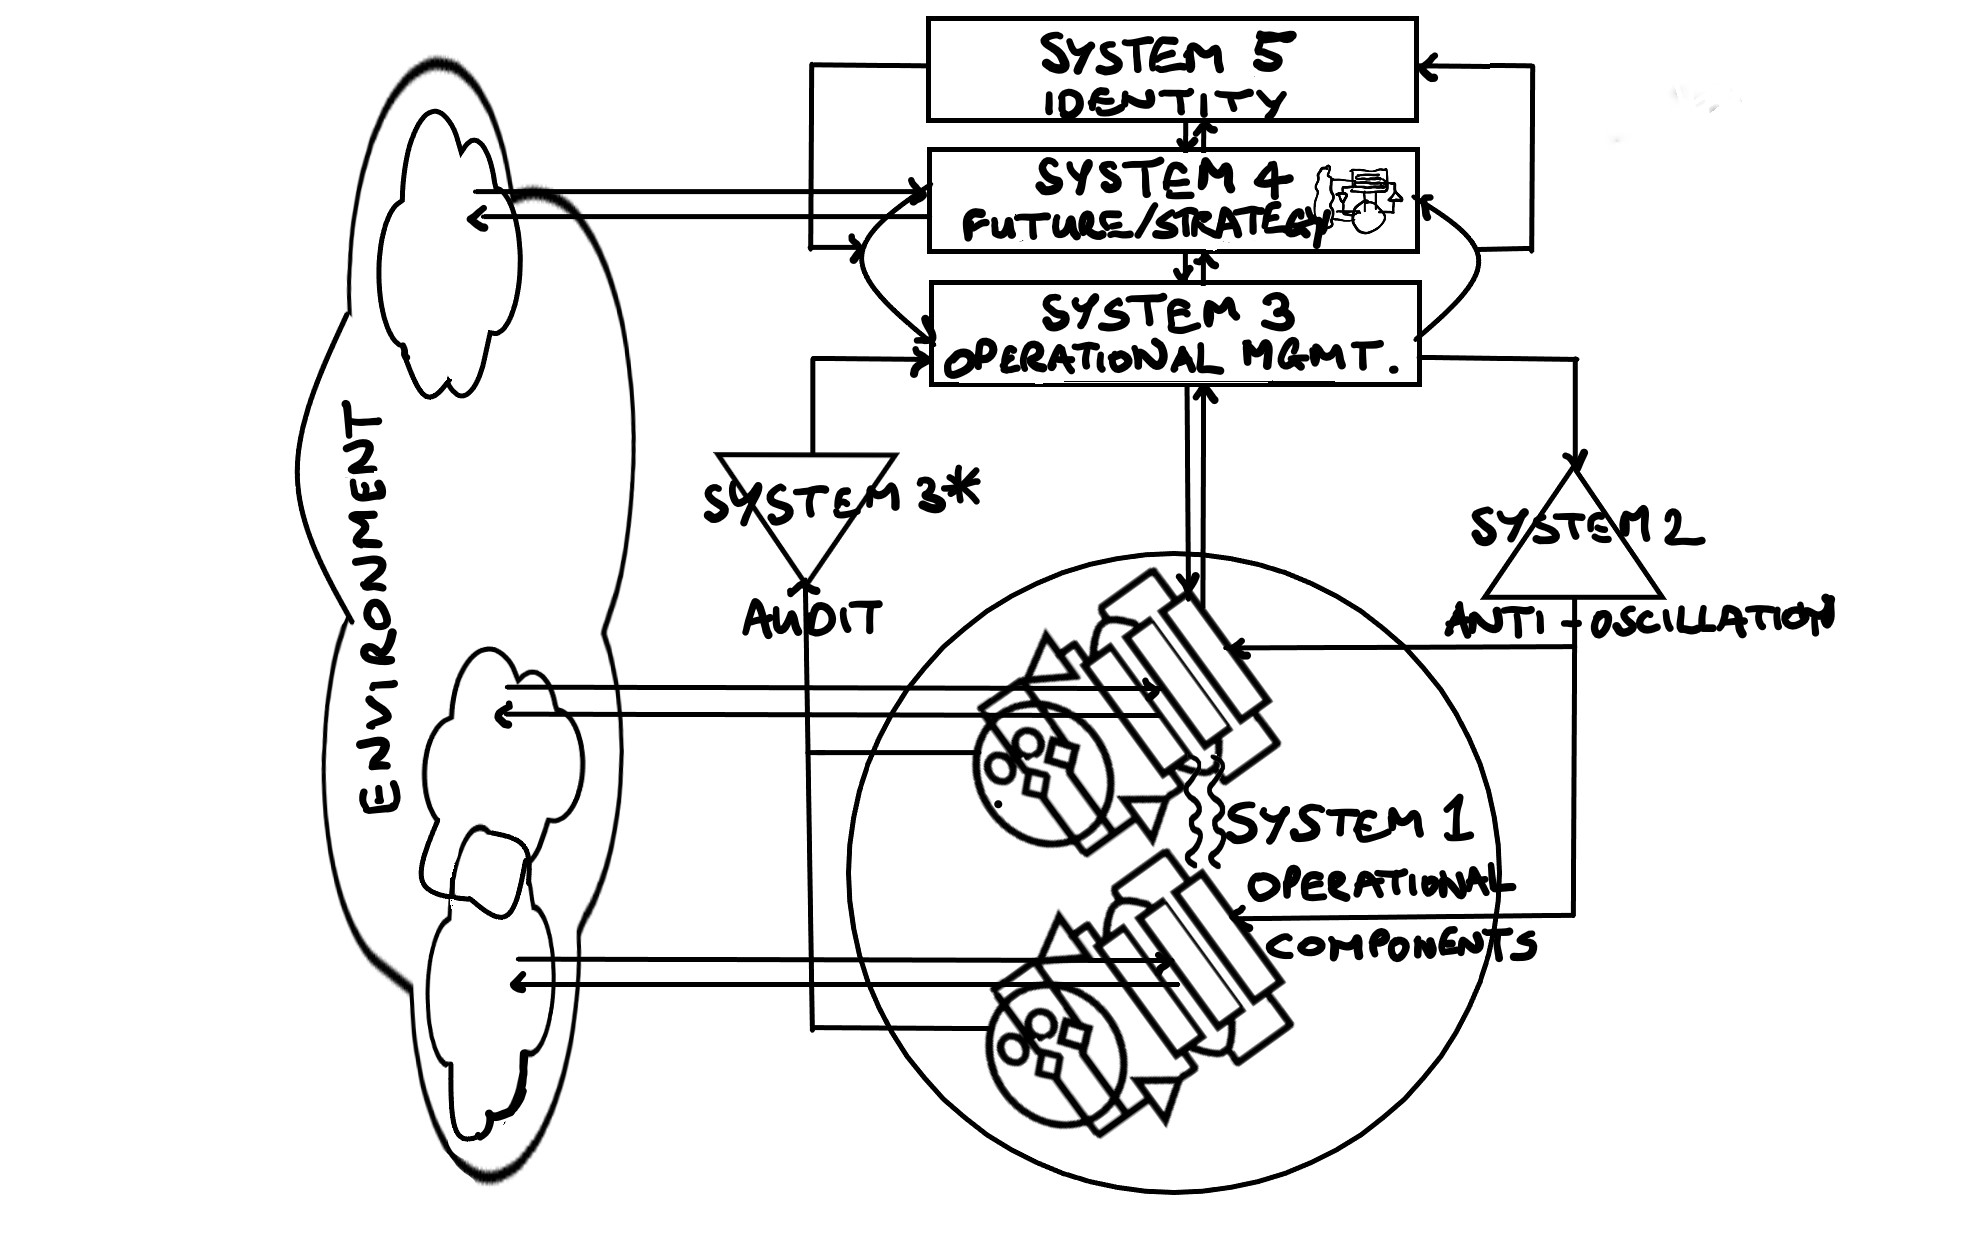 SYSTEM 5
IDENTITY
SYSTEM 4
FUTURE/STRATEGY
SYSTEM 3
OPERATIONAL MGMT.
ENVIRONMENT
SYSTEM 3*
AUDIT
SYSTEM 2
ANTI-OSCILLATION
SYSTEM 1
OPERATIONAL
COMPONENTS